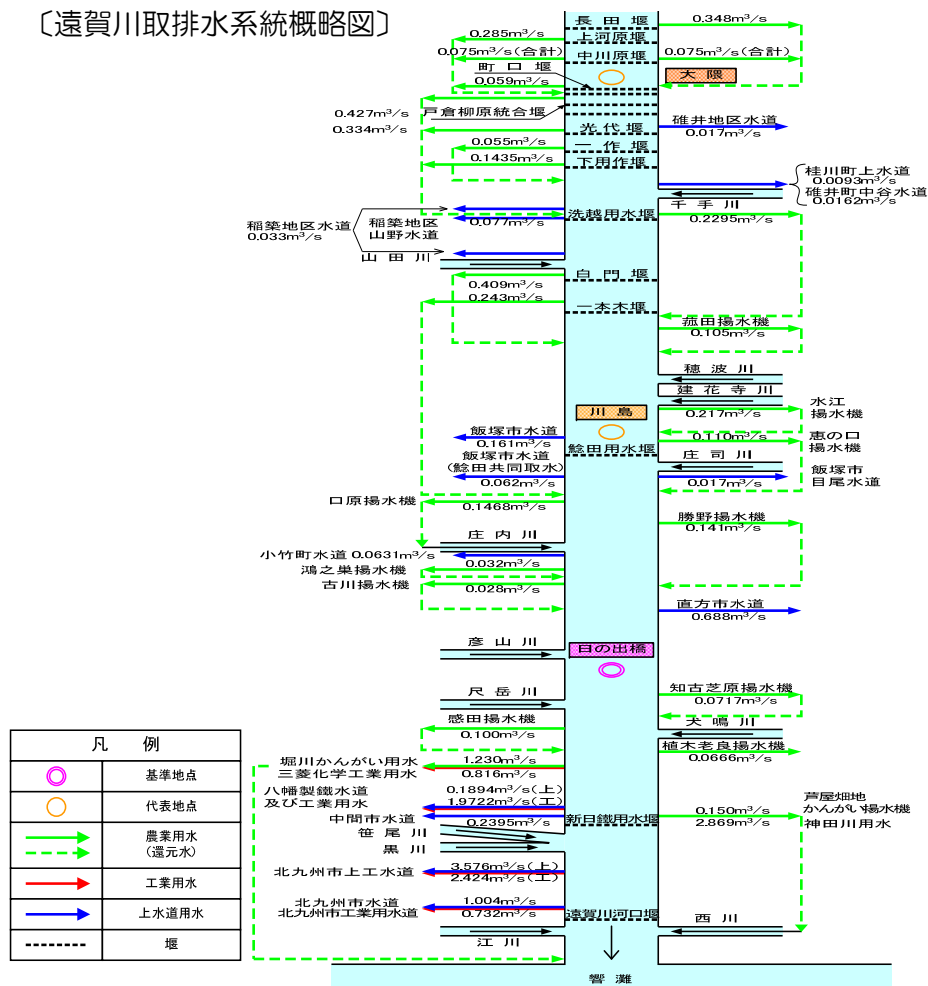 〔遠賀川取排水系統概略図〕
長田堰
0.348m³/s
0.285m³/s
上河原堰
0.075m³/s(合計)
中川原堰
0.075m³/s(合計)
町口堰
大隈
0.059m³/s
0.427m³/s
戸倉柳原統合堰
碓井地区水道
0.017m³/s
0.334m³/s
光代堰
0.055m³/s
一作堰
0.1435m³/s
下用作堰
桂川町上水道
0.0093m³/s
碓井町中谷水道
0.0162m³/s
千手川
稲築地区水道
0.033m³/s
稲築地区
山野水道
0.077m³/s
洗越用水堰
0.2295m³/s
山田川
白門堰
0.409m³/s
0.243m³/s
一本木堰
菰田揚水機
0.105m³/s
穂波川
建花寺川
川島
0.217m³/s
水江
揚水機
飯塚市水道
0.161m³/s
0.110m³/s
恵の口
揚水機
飯塚市水道
(鯰田共同取水)
0.062m³/s
鯰田用水堰
庄司川
0.017m³/s
飯塚市
目尾水道
口原揚水機
0.1468m³/s
勝野揚水機
0.141m³/s
庄内川
小竹町水道 0.0631m³/s
0.032m³/s
鴻之巣揚水機
古川揚水機
0.028m³/s
直方市水道
0.688m³/s
彦山川
日の出橋
尺岳川
知古芝原揚水機
0.0717m³/s
感田揚水機
0.100m³/s
犬鳴川
植木老良揚水機
0.0666m³/s
堀川かんがい用水
1.230m³/s
三菱化学工業用水
0.816m³/s
八幡製鐵水道
及び工業用水
0.1894m³/s(上)
1.9722m³/s(工)
中間市水道
0.2395m³/s
新日鐵用水堰
0.150m³/s
2.869m³/s
芦屋畑地
かんがい揚水機
神田川用水
笹尾川
黒川
北九州市上工水道
3.576m³/s(上)
2.424m³/s(工)
北九州市水道
1.004m³/s
北九州市工業用水道
0.732m³/s
遠賀川河口堰
西川
江川
響灘
凡例
基準地点
代表地点
農業用水
(還元水)
工業用水
上水道用水
堰